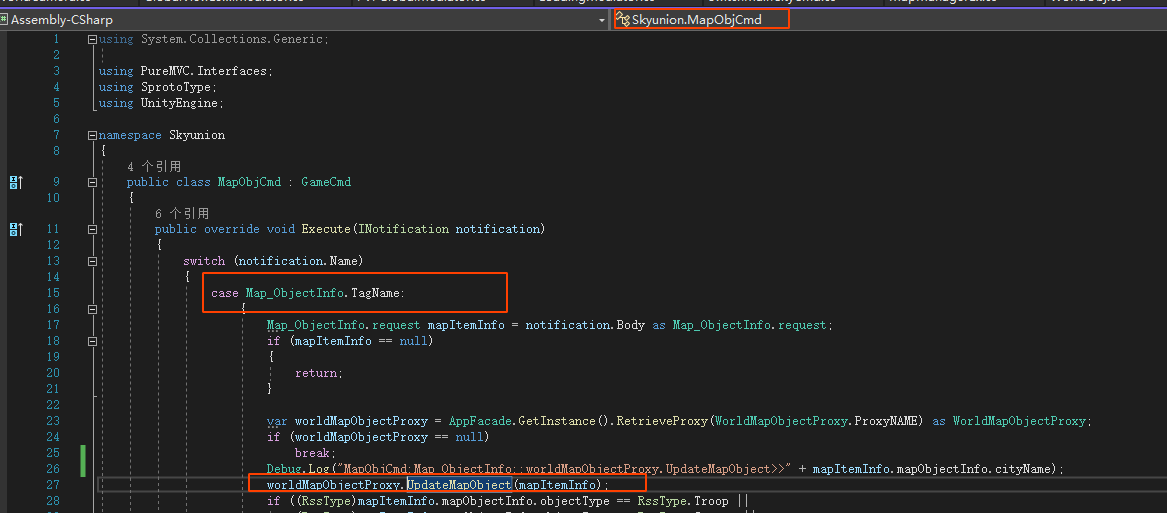 Assembly-CSharp
Skyunion.MapObjCmd
1 using System.Collections.Generic;
2
3 using PureMVC.Interfaces;
4 using SprotoType;
5 using UnityEngine;
6
7 namespace Skyunion
8 {
4 个引用
9 public class MapObjCmd : GameCmd
10 {
6 个引用
11 public override void Execute(INotification notification)
12 {
13 switch (notification.Name)
14 {
15 case Map_ObjectInfo.TagName:
16 {
17 Map_ObjectInfo.request mapItemInfo = notification.Body as Map_ObjectInfo.request;
18 if (mapItemInfo == null)
19 {
20 return;
21 }
22
23 var worldMapObjectProxy = AppFacade.GetInstance().RetrieveProxy(WorldMapObjectProxy.ProxyNAME) as WorldMapObjectProxy;
24 if (worldMapObjectProxy == null)
25 break;
26 Debug.Log("MapObjCmd:Map_ObjectInfo::worldMapObjectProxy.UpdateMapObject>>" + mapItemInfo.mapObjectInfo.cityName);
27 worldMapObjectProxy.UpdateMapObject(mapItemInfo);
28 if ((RssType)mapItemInfo.mapObjectInfo.objectType == RssType.Troop ||